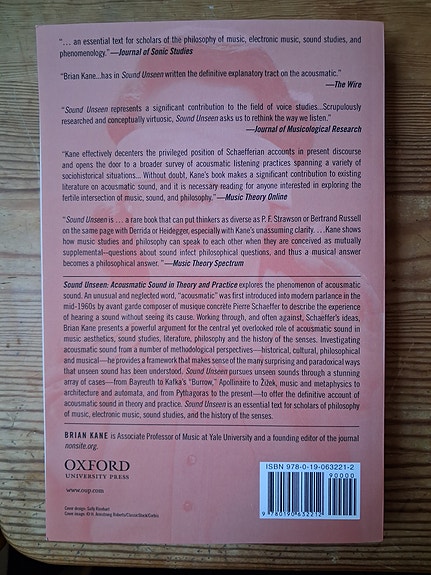 “... an essential text for scholars of the philosophy of music, electronic music, sound studies, and
phenomenology.”—Journal of Sonic Studies
“Brian Kane...has in Sound Unseen written the definitive explanatory tract on the acousmatic.”
—The Wire
“Sound Unseen represents a significant contribution to the field of voice studies...Scrupulously
researched and conceptually virtuosic, Sound Unseen asks us to rethink the way we listen.”
—Journal of Musicological Research
“Kane effectively decenters the privileged position of Schaefferian accounts in present discourse
and opens the door to a broader survey of acousmatic listening practices spanning a variety of
sociohistorical situations... Without doubt, Kane's book makes a significant contribution to existing
literature on acousmatic sound, and it is necessary reading for anyone interested in exploring the
fertile intersection of music, sound, and philosophy.”—Music Theory Online
“Sound Unseen is ... a rare book that can put thinkers as diverse as P. F. Strawson or Bertrand Russell
on the same page with Derrida or Heidegger, especially with Kane's unassuming clarity. ... Kane shows
how music studies and philosophy can speak to each other when they are conceived as mutually
supplemental–questions about sound infect philosophical questions, and thus a musical answer
becomes a philosophical answer. ”—Music Theory Spectrum
Sound Unseen: Acousmatic Sound in Theory and Practice explores the phenomenon of acousmatic
sound. An unusual and neglected word, “acousmatic” was first introduced into modern parlance in the
mid-1960s by avant garde composer of musique concrète Pierre Schaeffer to describe the experience
of hearing a sound without seeing its cause. Working through, and often against, Schaeffer's ideas,
Brian Kane presents a powerful argument for the central yet overlooked role of acousmatic sound in
music aesthetics, sound studies, literature, philosophy and the history of the senses. Investigating
acousmatic sound from a number of methodological perspectives—historical, cultural, philosophical
and musical—he provides a framework that makes sense of the many surprising and paradoxical ways
that unseen sound has been understood. Sound Unseen pursues unseen sounds through a stunning
array of cases—from Bayreuth to Kafka's “Burrow,” Apollinaire to Žižek, music and metaphysics to
architecture and automata, and from Pythagoras to the present—to offer the definitive account of
acousmatic sound in theory and practice. Sound Unseen is an essential text for scholars of philosophy
of music, electronic music, sound studies, and the history of the senses.
BRIAN KANE is Associate Professor of Music at Yale University and a founding editor of the journal
nonsite.org.
OXFORD
UNIVERSITY PRESS
www.oup.com
Cover design: Sally Rinehart
Cover image: ©H. Armstrong Roberts/ClassicStock/Corbis
ISBN 978-0-19-063221-2
90000
9 780190 632212